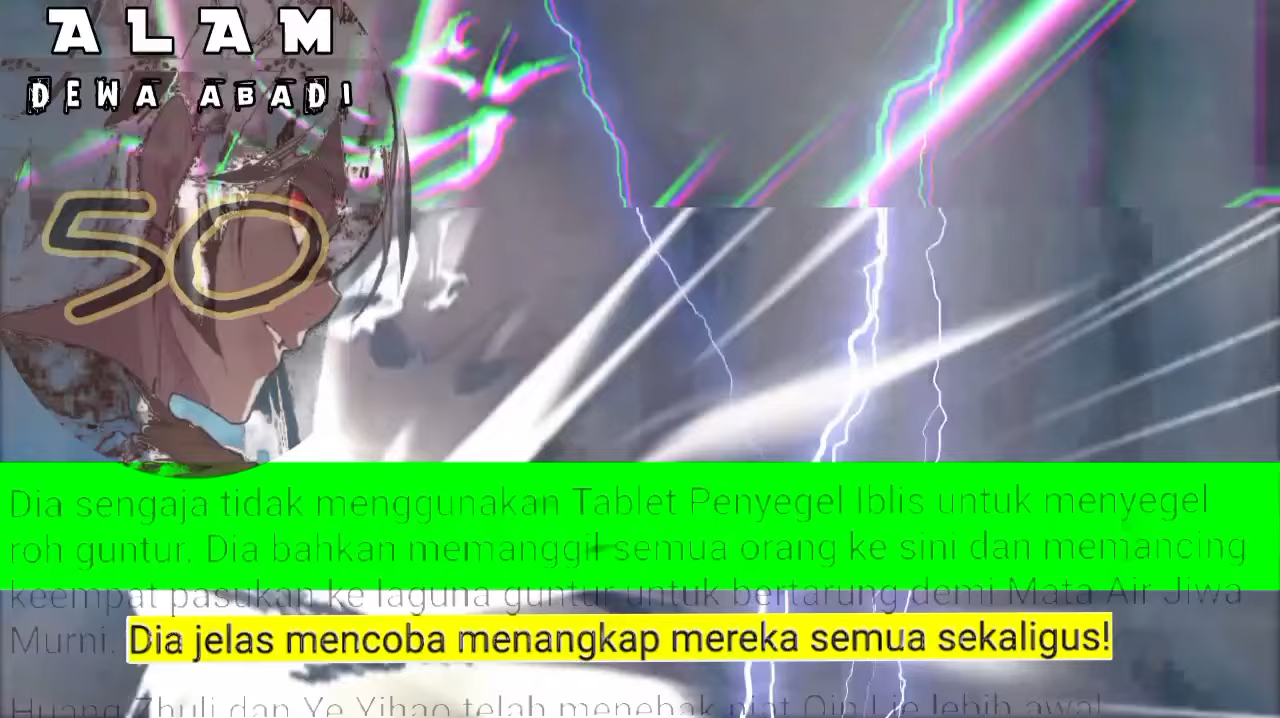 ALAM
DEWA ABADI
50
Dia sengaja tidak menggunakan Tablet Penyegel Iblis untuk menyegel
roh guntur. Dia bahkan memanggil semua orang ke sini dan memancing
keempat pasukan ke laguna guntur untuk bertarung demi Mata Air Jiwa
Murni. Dia jelas mencoba menangkap mereka semua sekaligus!
Huang Zhuli dan Ye Yihao telah menebak niat Qin Lie lebih awal